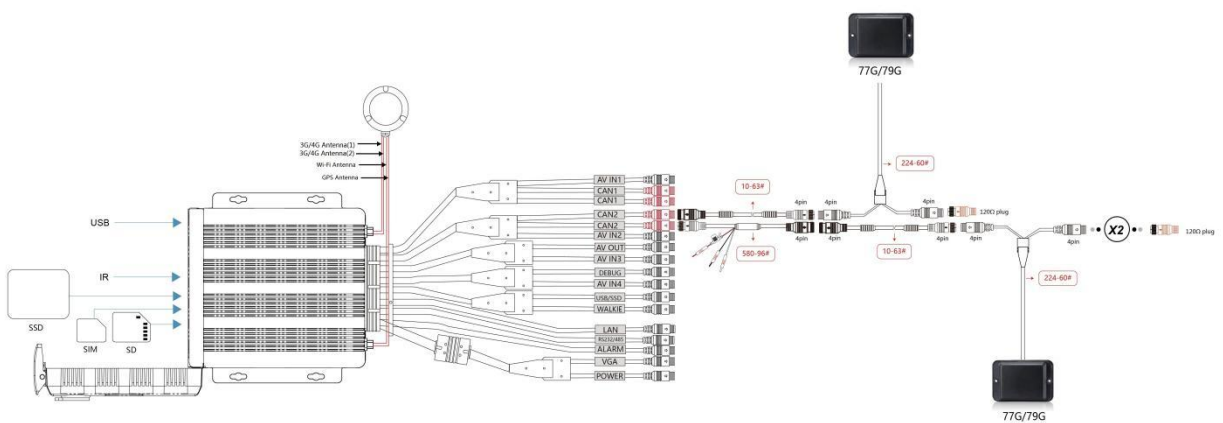 77G/79G
3G/4G Antenna(1)
3G/4G Antenna(2)
Wi-Fi Antenna
GPS Antenna
224-60#
AV IN1
CAN1
CAN1
CAN2
CAN2
AV IN2
AV OUT
AV IN3
DEBUG
AV IN4
USB/SSD
WALKIE
LAN
RS232/485
ALARM
VGA
POWER
10-63#
4pin
4pin
4pin
120Ω plug
580-96#
4pin
4pin
10-63#
4pin
4pin
4pin
X2
120Ω plug
224-60#
77G/79G
USB
IR
SSD
SIM
SD